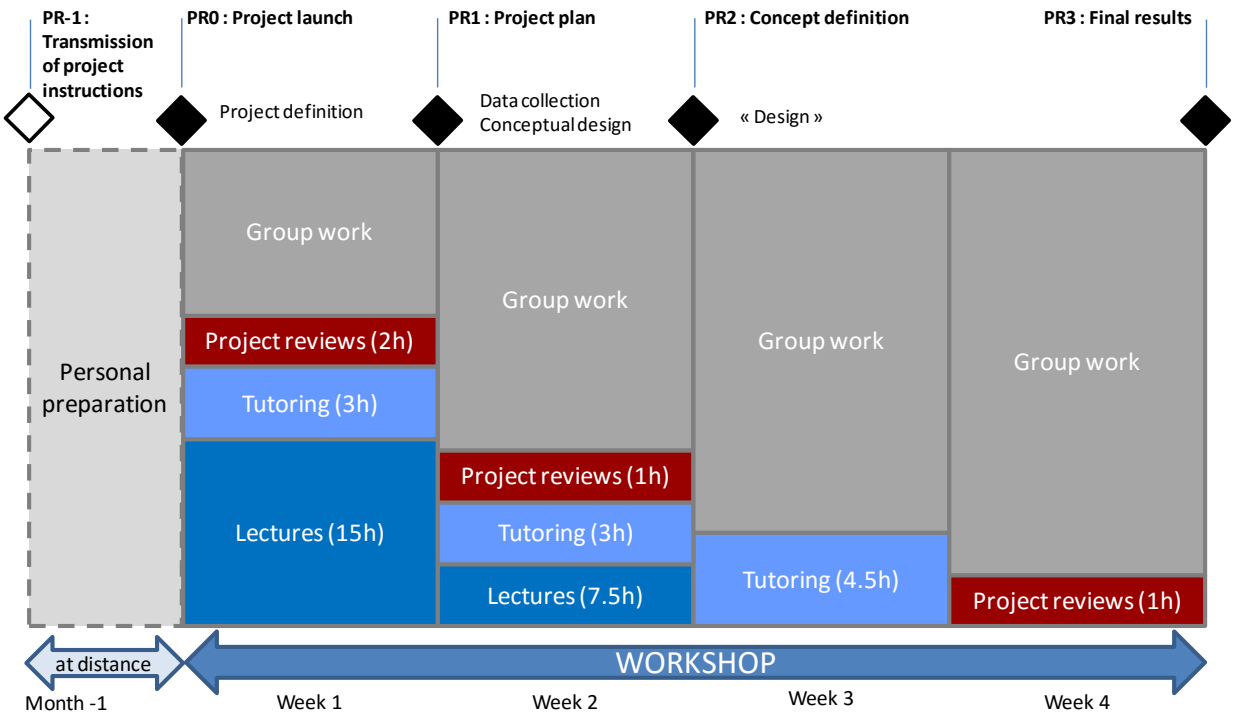 PR-1 :
Transmission
of project
instructions
PR0 : Project launch
PR1 : Project plan
PR2 : Concept definition
PR3 : Final results
Project definition
Data collection
Conceptual design
« Design »
Personal
preparation
Group work
Project reviews (2h)
Tutoring (3h)
Lectures (15h)
Group work
Project reviews (1h)
Tutoring (3h)
Lectures (7.5h)
Group work
Tutoring (4.5h)
Group work
Project reviews (1h)
at distance
WORKSHOP
Month -1
Week 1
Week 2
Week 3
Week 4